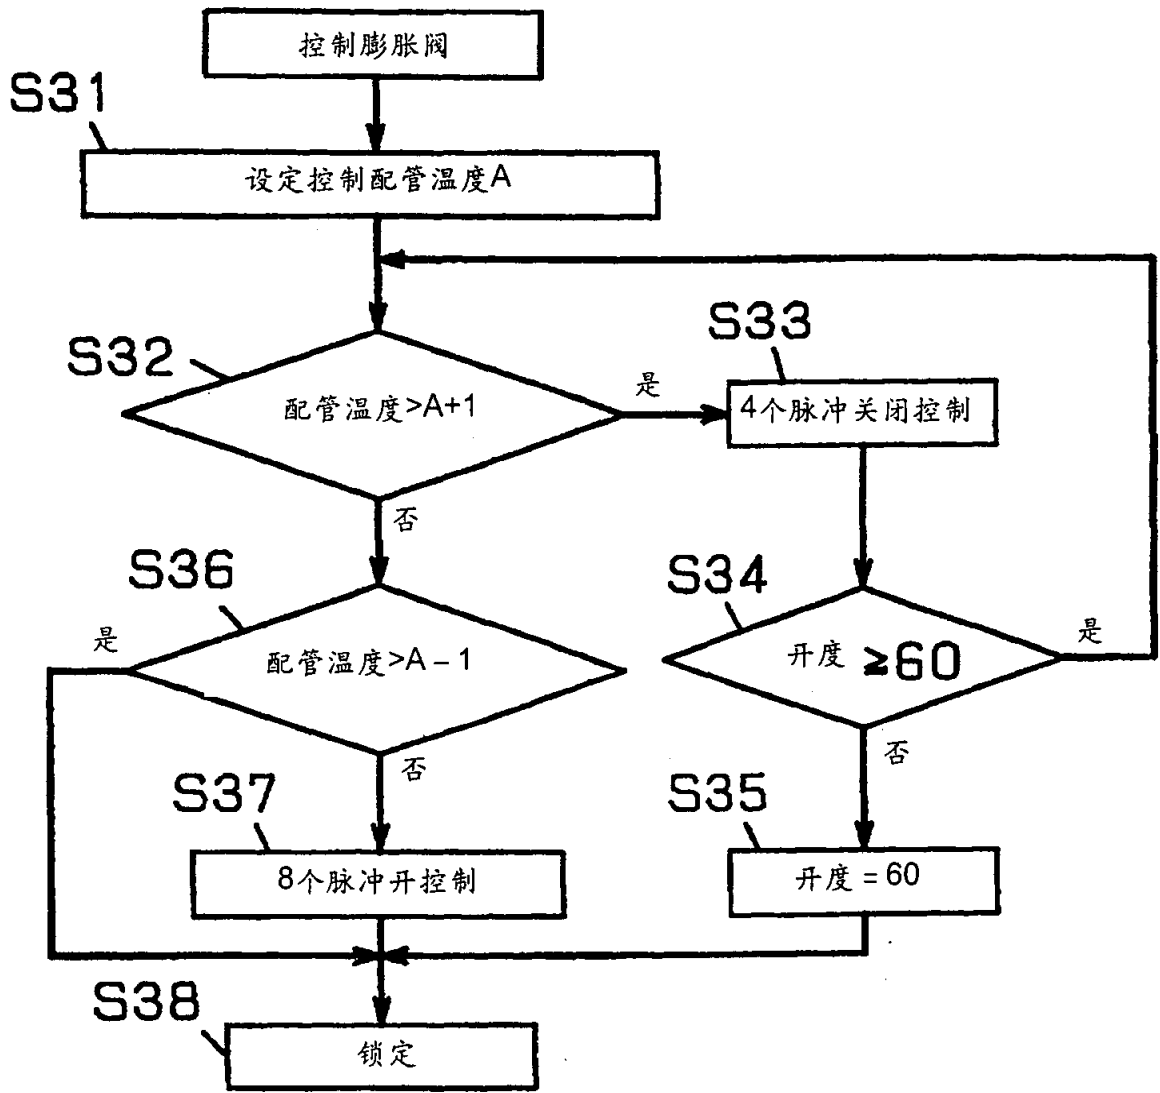 控制膨胀阀
S31
设定控制配管温度A
S32
配管温度>A+1
是
S33
4个脉冲关闭控制
否
S36
是
配管温度>A－1
S34
开度 ≥60
是
否
否
S37
8个脉冲开控制
S35
开度＝60
S38
锁定